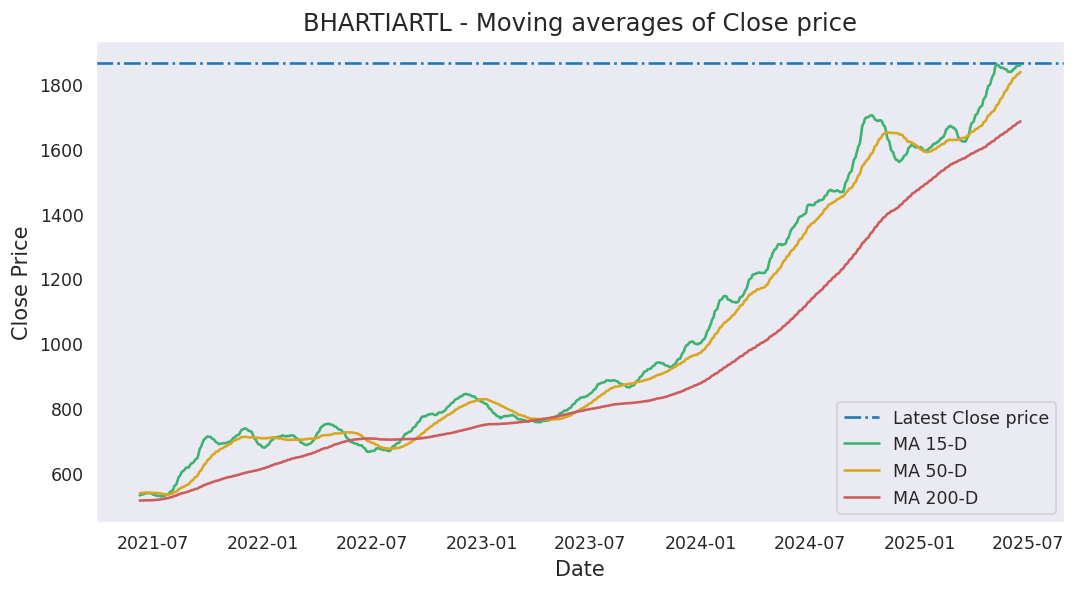 BHARTIARTL - Moving averages of Close price
Close Price
1800
1600
1400
1200
1000
800
600
Latest Close price
MA 15-D
MA 50-D
MA 200-D
2021-07 2022-01 2022-07 2023-01 2023-07 2024-01 2024-07 2025-01 2025-07
Date